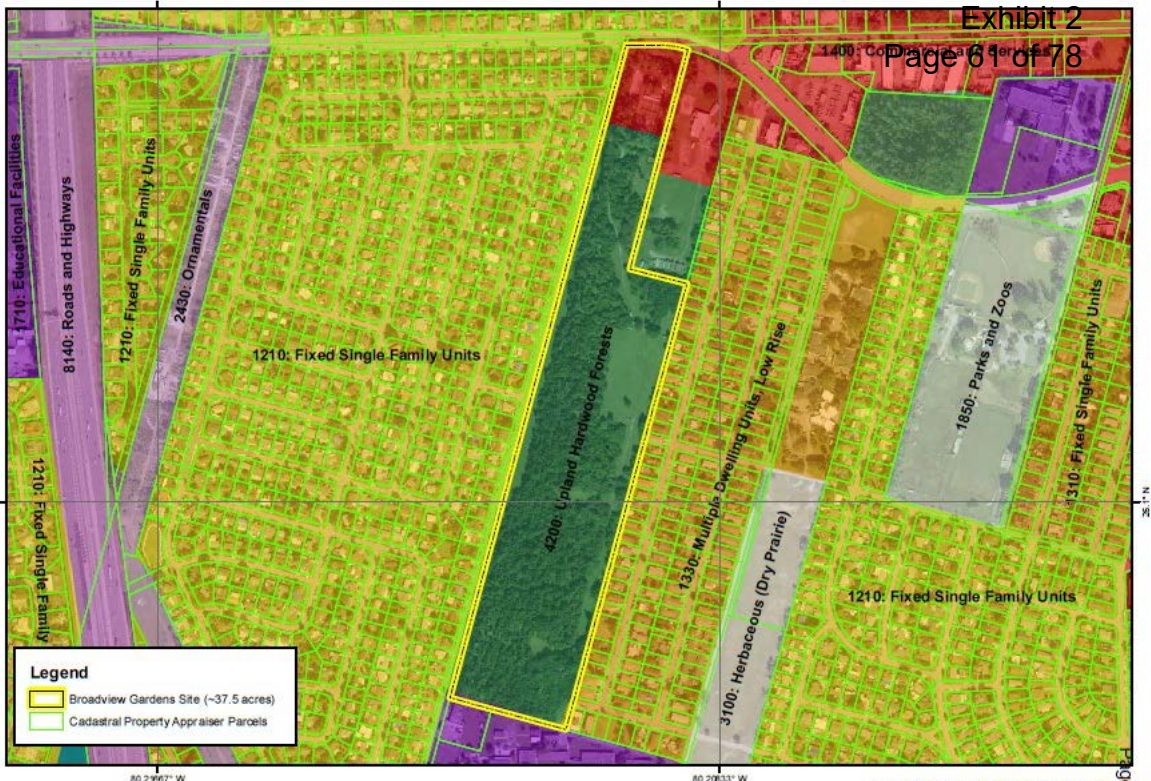 Exhibit 2
Page 61 of 78
1400: Commercial and Services
1710: Educational Facilities
8140: Roads and Highways
1210: Fixed Single Family Units
2430: Ornamentals
1210: Fixed Single Family Units
4200: Upland Hardwood Forests
1330: Multiple Dwelling Units, Low Rise
1850: Parks and Zoos
1310: Fixed Single Family Units
1210: Fixed Single Family
3100: Herbaceous (Dry Prairie)
1210: Fixed Single Family Units
26.1° N
Legend
Broadview Gardens Site (~37.5 acres)
Cadastral Property Appraiser Parcels
80.21667° W
80.20833° W